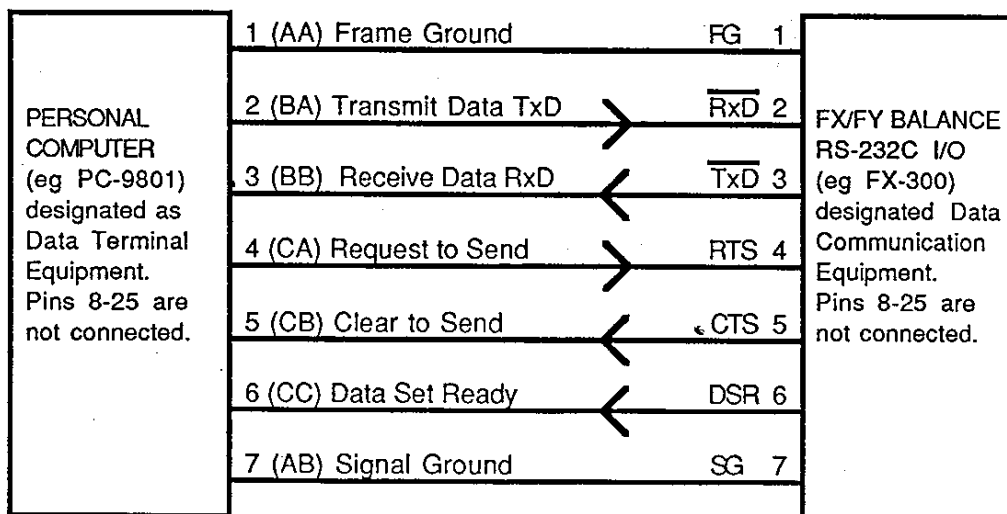 PERSONAL
COMPUTER
(eg PC-9801)
designated as
Data Terminal
Equipment.
Pins 8-25 are
not connected.
1 (AA) Frame Ground FG 1
2 (BA) Transmit Data TxD RxD 2
3 (BB) Receive Data RxD TxD 3
4 (CA) Request to Send RTS 4
5 (CB) Clear to Send CTS 5
6 (CC) Data Set Ready DSR 6
7 (AB) Signal Ground SG 7
FX/FY BALANCE
RS-232C I/O
(eg FX-300)
designated Data
Communication
Equipment.
Pins 8-25 are
not connected.